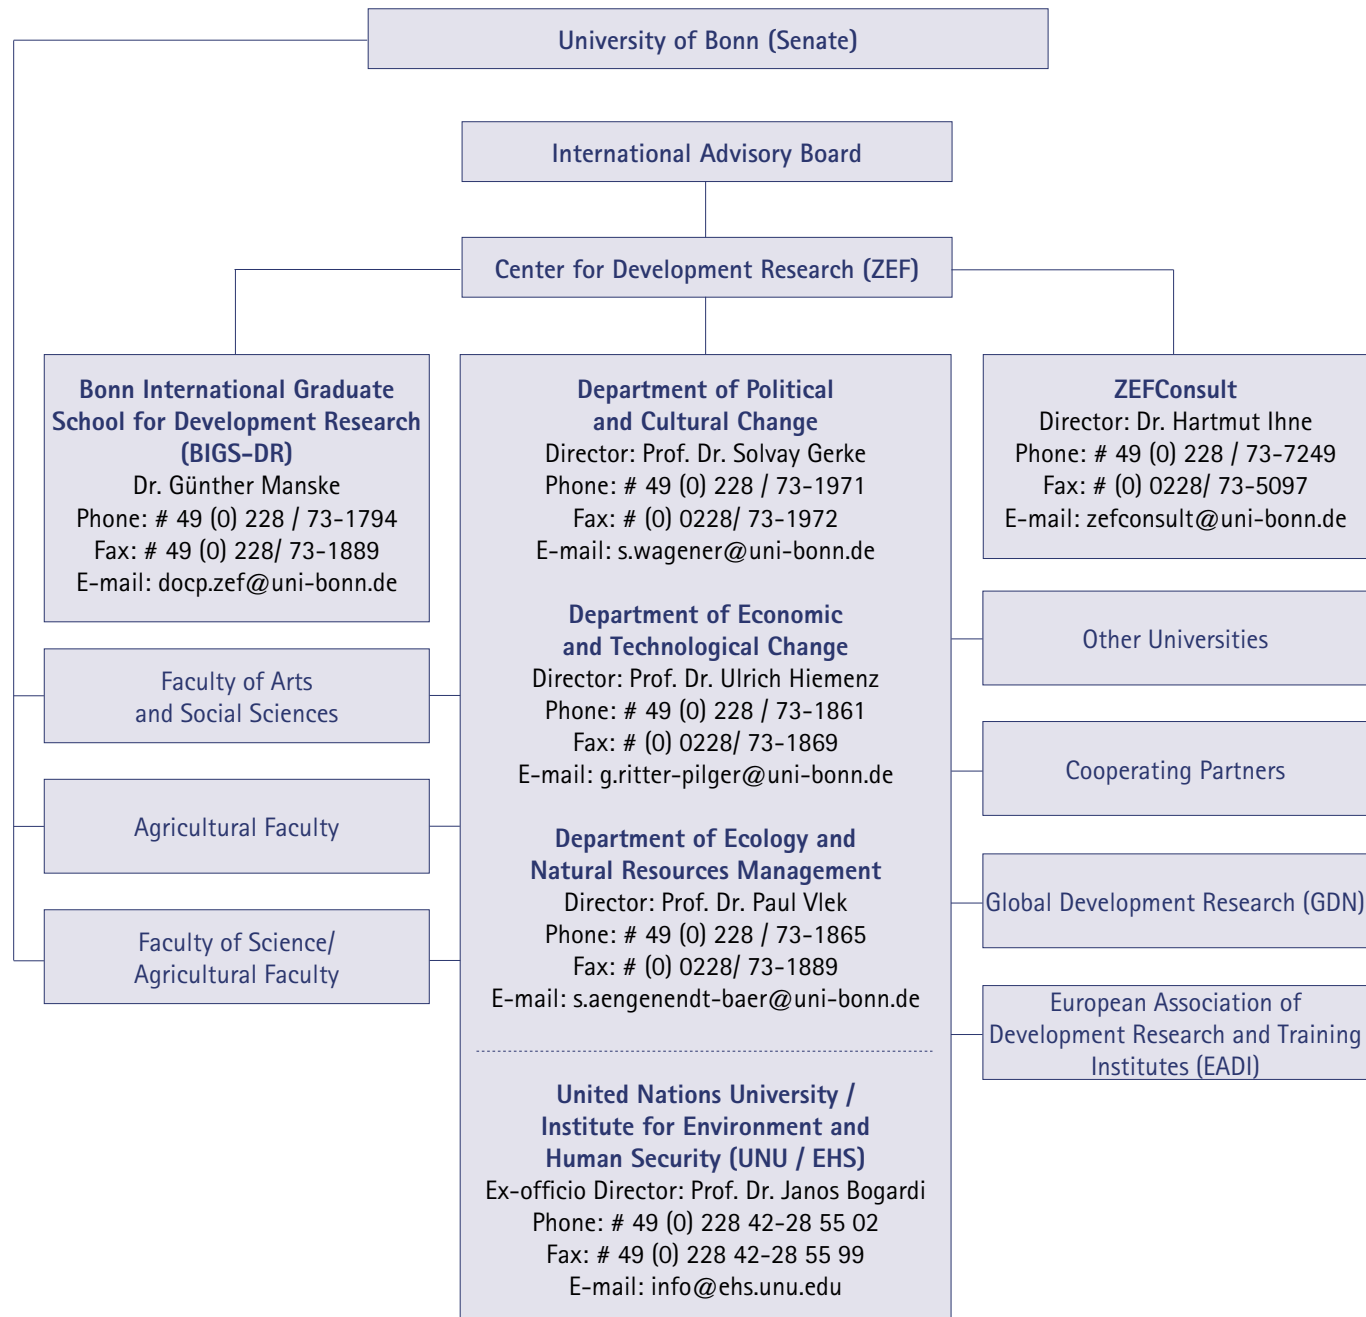 University of Bonn (Senate)
International Advisory Board
Center for Development Research (ZEF)
Bonn International Graduate
School for Development Research
(BIGS-DR)
Dr. Günther Manske
Phone: # 49 (0) 228 / 73-1794
Fax: # 49 (0) 228/ 73-1889
E-mail: docp.zef@uni-bonn.de
Faculty of Arts
and Social Sciences
Agricultural Faculty
Faculty of Science/
Agricultural Faculty
Department of Political
and Cultural Change
Director: Prof. Dr. Solvay Gerke
Phone: # 49 (0) 228 / 73-1971
Fax: # (0) 0228/ 73-1972
E-mail: s.wagener@uni-bonn.de
Department of Economic
and Technological Change
Director: Prof. Dr. Ulrich Hiemenz
Phone: # 49 (0) 228 / 73-1861
Fax: # (0) 0228/ 73-1869
E-mail: g.ritter-pilger@uni-bonn.de
Department of Ecology and
Natural Resources Management
Director: Prof. Dr. Paul Vlek
Phone: # 49 (0) 228 / 73-1865
Fax: # (0) 0228/ 73-1889
E-mail: s.aengenendt-baer@uni-bonn.de
United Nations University /
Institute for Environment and
Human Security (UNU / EHS)
Ex-officio Director: Prof. Dr. Janos Bogardi
Phone: # 49 (0) 228 42-28 55 02
Fax: # 49 (0) 228 42-28 55 99
E-mail: info@ehs.unu.edu
ZEFConsult
Director: Dr. Hartmut Ihne
Phone: # 49 (0) 228 / 73-7249
Fax: # (0) 0228/ 73-5097
E-mail: zefconsult@uni-bonn.de
Other Universities
Cooperating Partners
Global Development Research (GDN)
European Association of
Development Research and Training
Institutes (EADI)